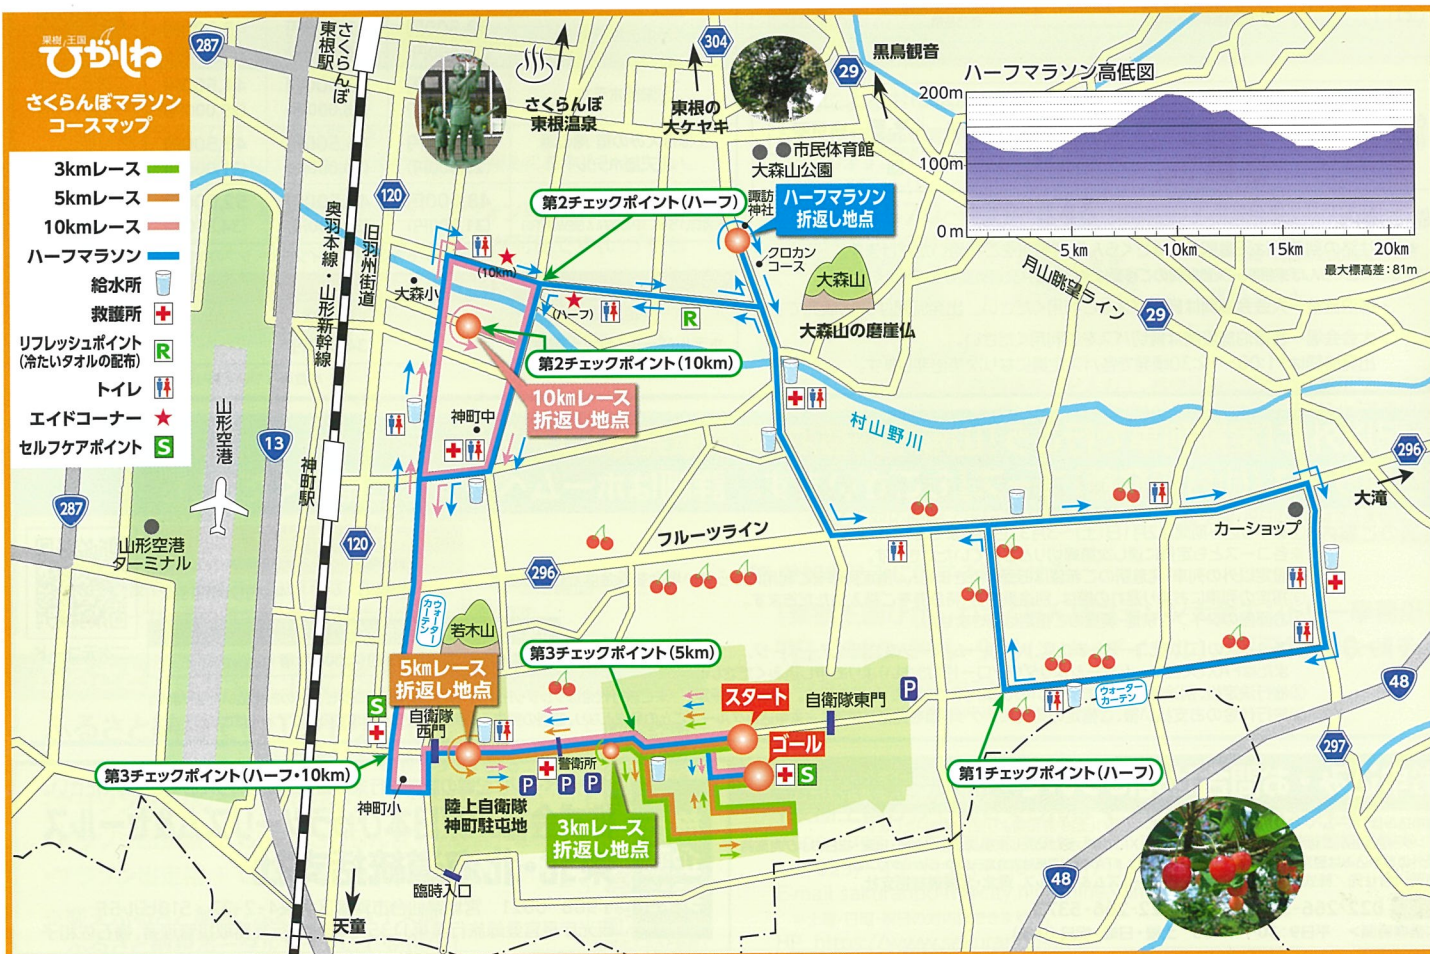 果樹王国
ひがしね
さくらんぼマラソン
コースマップ
3kmレース
5kmレース
10kmレース
ハーフマラソン
給水所
救護所
リフレッシュポイント
(冷たいタオルの配布)
R
トイレ
エイドコーナー
セルフケアポイント
S
287
さくらんぼ
東根駅
さくらんぼ
東根温泉
304
東根の
大ケヤキ
29
黒鳥観音
市民体育館
大森山公園
ハーフマラソン高低図
200m
100m
0m
5km
10km
15km
20km
最大標高差:81m
120
奥羽本線・山形新幹線
旧羽州街道
第2チェックポイント(ハーフ)
諏訪
神社
ハーフマラソン
折返し地点
クロカン
コース
大森山
大森山の磨崖仏
月山眺望ライン
29
大森小
(10km)
(ハーフ)
R
第2チェックポイント(10km)
10kmレース
折返し地点
神町中
村山野川
山形空港
13
神町駅
287
山形空港
ターミナル
120
296
フルーツライン
296
大滝
カーショップ
ウォーター
カーテン
若木山
5kmレース
折返し地点
第3チェックポイント(5km)
スタート
ゴール
自衛隊東門
P
ウォーター
カーテン
48
297
S
自衛隊
西門
警衛所
P
P
P
S
第3チェックポイント(ハーフ・10km)
第1チェックポイント(ハーフ)
神町小
陸上自衛隊
神町駐屯地
3kmレース
折返し地点
臨時入口
48
天童